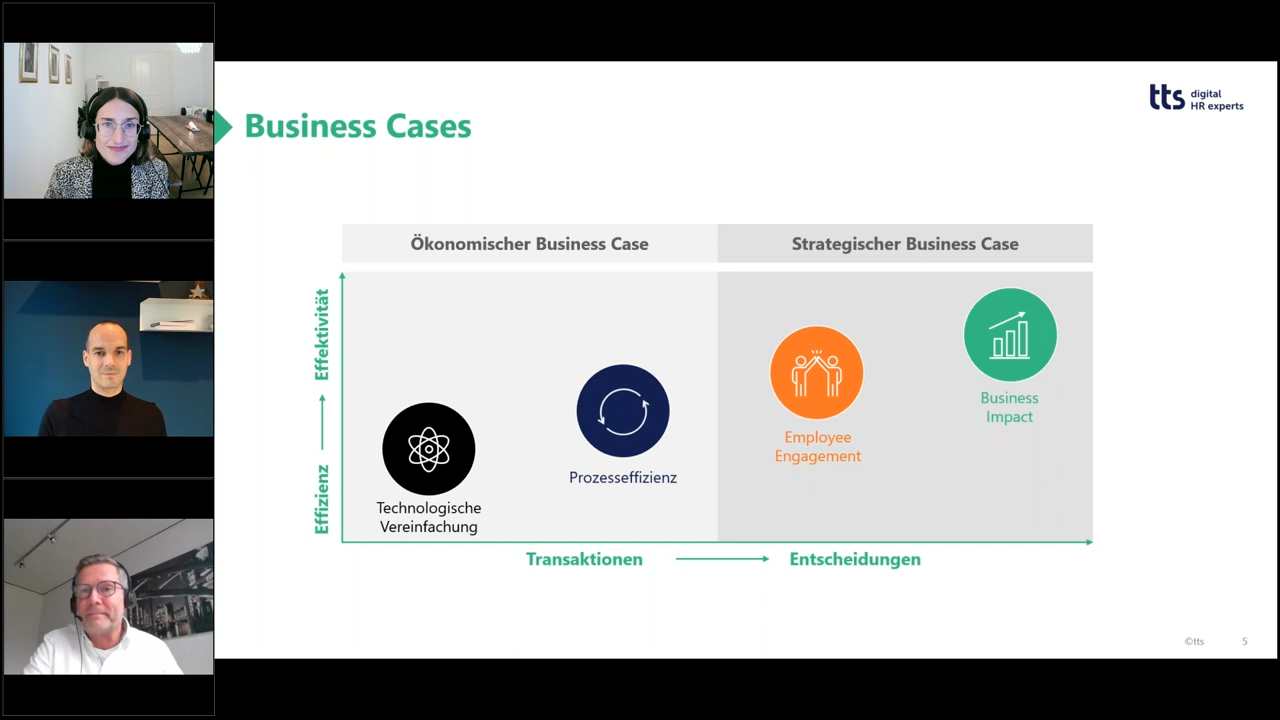 tts digital
HR experts
Business Cases
Ökonomischer Business Case
Strategischer Business Case
Effektivität
Effizienz
Technologische
Vereinfachung
Prozesseffizienz
Employee
Engagement
Business
Impact
Transaktionen
Entscheidungen
©tts
5